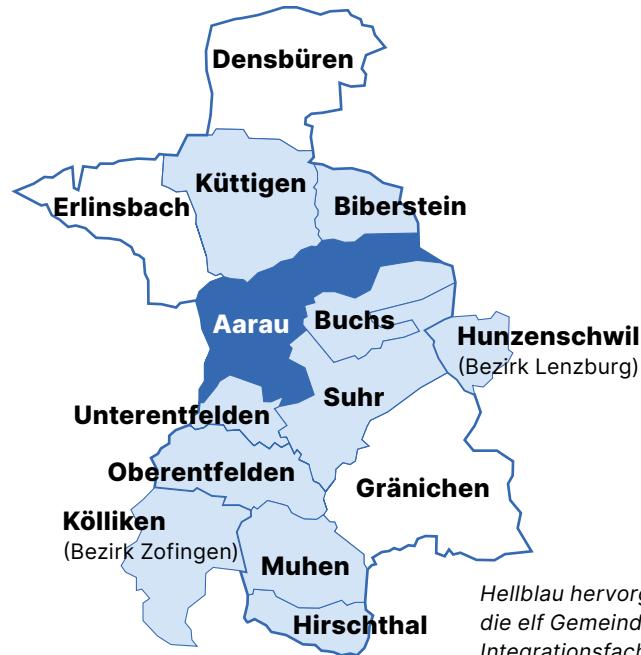 Densbüren
Küttigen
Erlinsbach
Biberstein
Aarau
Buchs
Hunzenschwil
(Bezirk Lenzburg)
Suhr
Unterentfelden
Oberentfelden
Gränichen
Kölliken
(Bezirk Zofingen)
Muhen
Hirschthal
Hellblau hervorg
die elf Gemeind
Integrationsfach